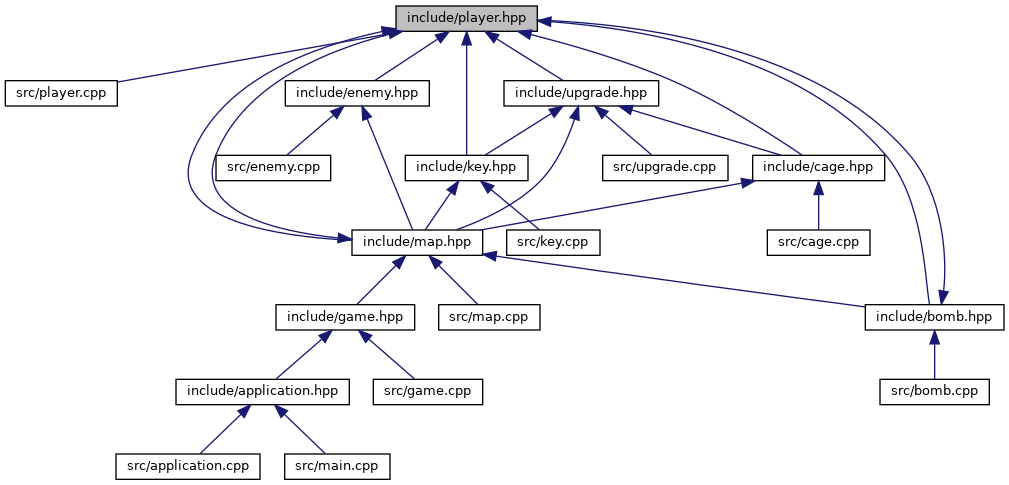 include/player.hpp
src/player.cpp
include/enemy.hpp
include/upgrade.hpp
src/enemy.cpp
include/key.hpp
src/upgrade.cpp
include/cage.hpp
include/map.hpp
src/key.cpp
src/cage.cpp
include/game.hpp
src/map.cpp
include/bomb.hpp
include/application.hpp
src/game.cpp
src/bomb.cpp
src/application.cpp
src/main.cpp